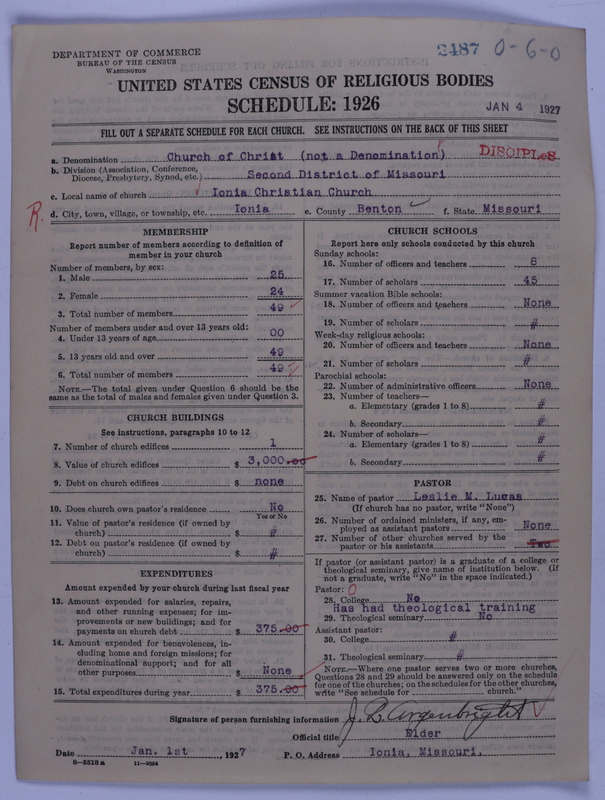 2487 0-6-0
DEPARTMENT OF COMMERCE
BUREAU OF THE CENSUS
WASHINGTON
UNITED STATES CENSUS OF RELIGIOUS BODIES
SCHEDULE: 1926
JAN 4 1927
FILL OUT A SEPARATE SCHEDULE FOR EACH CHURCH. SEE INSTRUCTIONS ON THE BACK OF THIS SHEET
a. Denomination Church of Christ (not a Denomination) DISCIPLES
b. Division (Association, Conference, Diocese, Presbytery, Synod, etc.) Second District of Missouri
c. Local name of church Ionia Christian Church
R. d. City, town, village, or township, etc. Ionia e. County Benton f. State Missouri
MEMBERSHIP
Report number of members according to definition of
member in your church
Number of members, by sex:
1. Male 25
2. Female 24
3. Total number of members 49
Number of members under and over 13 years old:
4. Under 13 years of age 00
5. 13 years old and over 49
6. Total number of members 49
NOTE.—The total given under Question 6 should be the
same as the total of males and females given under Question 3.
CHURCH BUILDINGS
See instructions, paragraphs 10 to 12
7. Number of church edifices 1
8. Value of church edifices $ 3,000.00
9. Debt on church edifices $ none
10. Does church own pastor's residence? No
Yes or No
11. Value of pastor's residence (if owned by
church) $ #
12. Debt on pastor's residence (if owned by
church) $ #
EXPENDITURES
Amount expended by your church during last fiscal year
13. Amount expended for salaries, repairs,
and other running expenses; for im-
provements or new buildings; and for
payments on church debt $ 375.00
14. Amount expended for benevolences, in-
cluding home and foreign missions; for
denominational support; and for all
other purposes $ None
15. Total expenditures during year $ 375.00
CHURCH SCHOOLS
Report here only schools conducted by this church
Sunday schools:
16. Number of officers and teachers 8
17. Number of scholars 45
Summer vacation Bible schools:
18. Number of officers and teachers None
19. Number of scholars #
Week-day religious schools:
20. Number of officers and teachers None
21. Number of scholars #
Parochial schools:
22. Number of administrative officers None
23. Number of teachers—
a. Elementary (grades 1 to 8) #
b. Secondary #
24. Number of scholars—
a. Elementary (grades 1 to 8) #
b. Secondary #
PASTOR
25. Name of pastor Leslie M. Lucas
(If church has no pastor, write "None")
26. Number of ordained ministers, if any, em-
ployed as assistant pastors None
27. Number of other churches served by the
pastor or his assistants Two
If pastor (or assistant pastor) is a graduate of a college or
theological seminary, give name of institution below. (If
not a graduate, write "No" in the space indicated.)
Pastor: 0
28. College No
Has had theological training
29. Theological seminary No
Assistant pastor:
30. College #
31. Theological seminary #
NOTE.—Where one pastor serves two or more churches,
Questions 28 and 29 should be answered only on the schedule
for one of the churches; on the schedules for the other churches,
write "See schedule for church."
Signature of person furnishing information J. R. Argenbright
Official title Elder
Date Jan. 1st, 1927 P. O. Address Ionia, Missouri.
8—5518a 11—9034